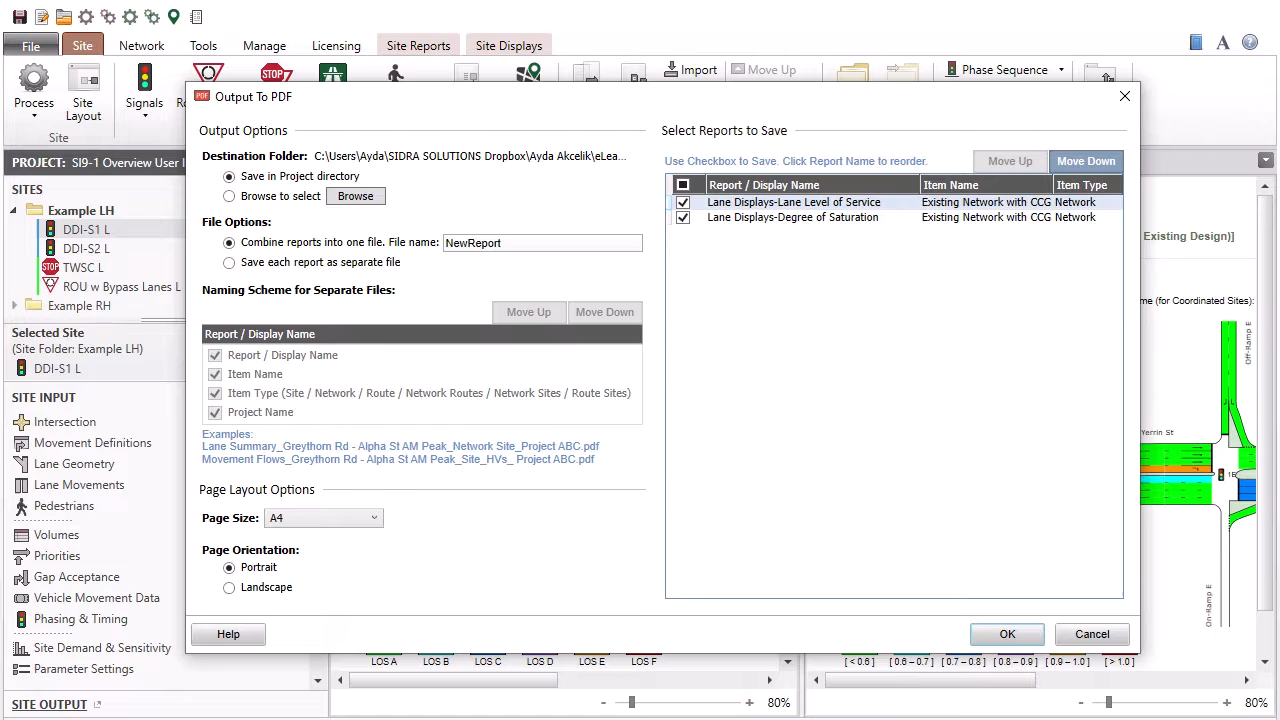 File
Site
Network
Tools
Manage
Licensing
Site Reports
Site Displays
Process
Site
Layout
Signals
Site
STOP
Import
Move Up
Phase Sequence
PDF Output To PDF
PROJECT: SI9-1 Overview User
SITES
Example LH
DDI-S1 L
DDI-S2 L
STOP TWSC L
ROU w Bypass Lanes L
Example RH
Selected Site
(Site Folder: Example LH)
DDI-S1 L
SITE INPUT
Intersection
Movement Definitions
Lane Geometry
Lane Movements
Pedestrians
Volumes
Priorities
Gap Acceptance
Vehicle Movement Data
Phasing & Timing
Site Demand & Sensitivity
Parameter Settings
SITE OUTPUT
Output Options
Destination Folder: C:\Users\Ayda\SIDRA SOLUTIONS Dropbox\Ayda Akcelik\eLea...
Save in Project directory
Browse to select
Browse
File Options:
Combine reports into one file. File name: NewReport
Save each report as separate file
Naming Scheme for Separate Files:
Move Up
Move Down
Report / Display Name
Report / Display Name
Item Name
Item Type (Site / Network / Route / Network Routes / Network Sites / Route Sites)
Project Name
Examples:
Lane Summary_Greythorn Rd - Alpha St AM Peak_Network Site_Project ABC.pdf
Movement Flows_Greythorn Rd - Alpha St AM Peak_Site_HVs_ Project ABC.pdf
Page Layout Options
Page Size: A4
Page Orientation:
Portrait
Landscape
Help
Select Reports to Save
Use Checkbox to Save. Click Report Name to reorder.
Move Up
Move Down
Report / Display Name Item Name Item Type
Lane Displays-Lane Level of Service Existing Network with CCG Network
Lane Displays-Degree of Saturation Existing Network with CCG Network
OK
Cancel
Existing Design)]
me (for Coordinated Sites):
Off-Ramp E
Yerrin St
On-Ramp E
LOS A LOS B LOS C LOS D LOS E LOS F
[ < 0.6 ] [ 0.6 – 0.7 ] [ 0.7 – 0.8 ] [ 0.8 – 0.9 ] [ 0.9 – 1.0 ] [ > 1.0 ]
80%
80%